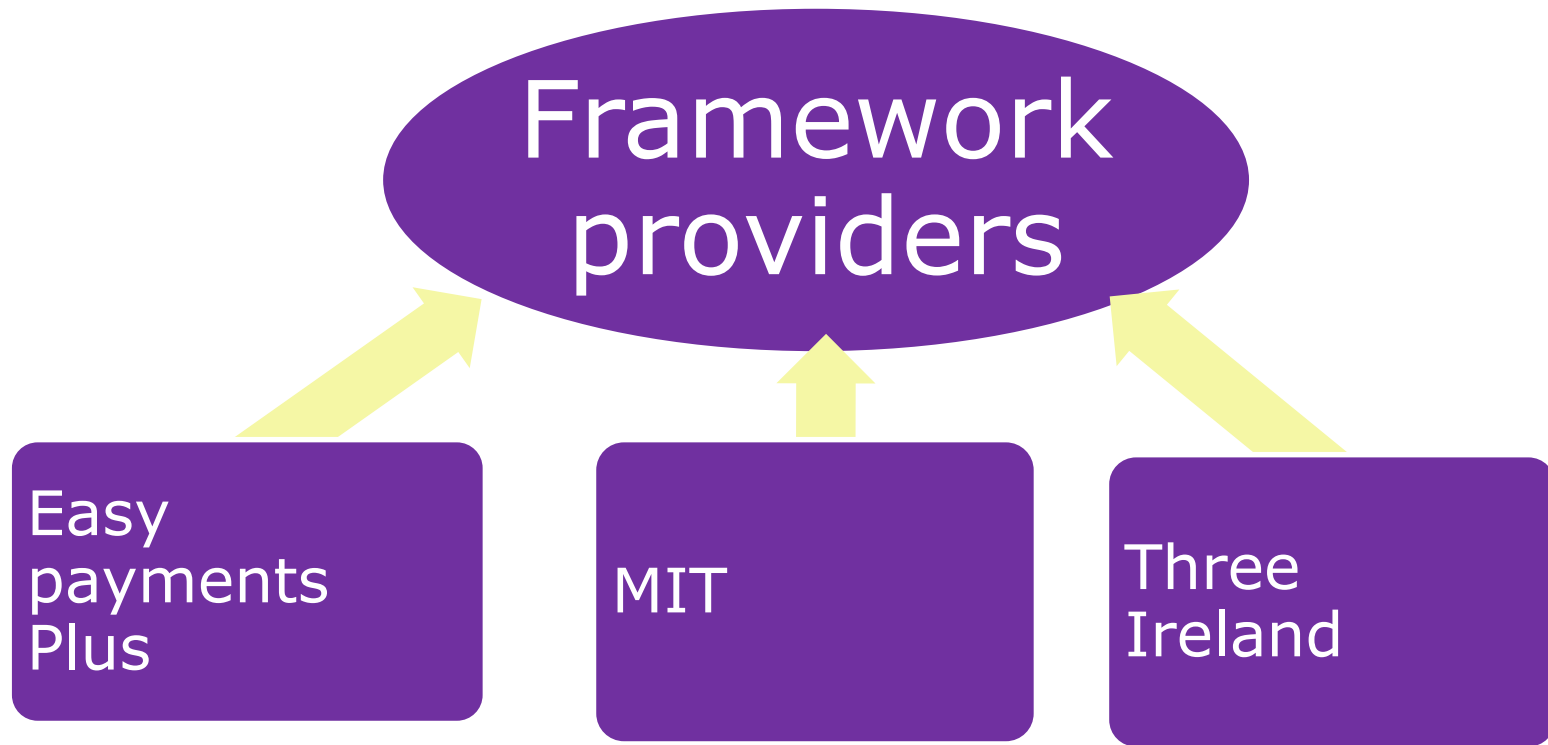 Framework
providers
Easy
payments
Plus
MIT
Three
Ireland